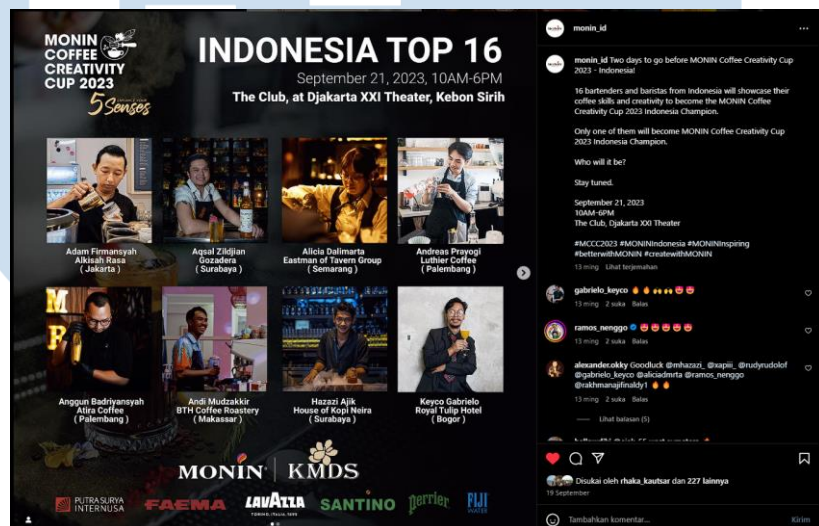 MONIN
COFFEE
CREATIVITY
CUP 2023
5 Senses
INDONESIA TOP 16
September 21, 2023, 10AM-6PM
The Club, at Djakarta XXI Theater, Kebon Sirih
Adam Firmansyah
Alkisah Rasa
( Jakarta )
Aqsal Zildjian
Gozadera
( Surabaya )
Alicia Dalimarta
Eastman of Tavern Group
( Semarang )
Andreas Prayogi
Luthier Coffee
( Palembang )
Anggun Badriyansyah
Atira Coffee
( Palembang )
Andi Mudzakkir
BTH Coffee Roastery
( Makassar )
Hazazi Ajik
House of Kopi Neira
( Surabaya )
Keyco Gabrielo
Royal Tulip Hotel
( Bogor )
MONIN
KMDS
PUTRA SURYA
INTERNUSA
FAEMA
LAVAZZA
TORINO, ITALIA, 1895
SANTINO
perrier
FIJI
WATER
monin_id
monin_id Two days to go before MONIN Coffee Creativity Cup
2023 - Indonesia!
16 bartenders and baristas from Indonesia will showcase their
coffee skills and creativity to become the MONIN Coffee
Creativity Cup 2023 Indonesia Champion.
Only one of them will become MONIN Coffee Creativity Cup
2023 Indonesia Champion.
Who will it be?
Stay tuned.
September 21, 2023
10AM-6PM
The Club, Djakarta XXI Theater
#MCCC2023 #MONINIndonesia #MONINInspiring
#betterwithMONIN #createwithMONIN
13 ming Lihat terjemahan
gabrielo_keyco 🔥🔥🙌🙌😍😍
13 ming 2 suka Balas
ramos_nenggo 😍😍😍😍😍
13 ming 2 suka Balas
alexander.okky Goodluck @mhazazi_ @xapiii_ @rudyrudolof
@gabrielo_keyco @aliciadmrta @ramos_nenggo
@rakhmanajifinaldy1 🔥🔥
13 ming 2 suka Balas
Lihat balasan (5)
Disukai oleh rhaka_kautsar dan 227 lainnya
19 September
Tambahkan komentar...
Kirim